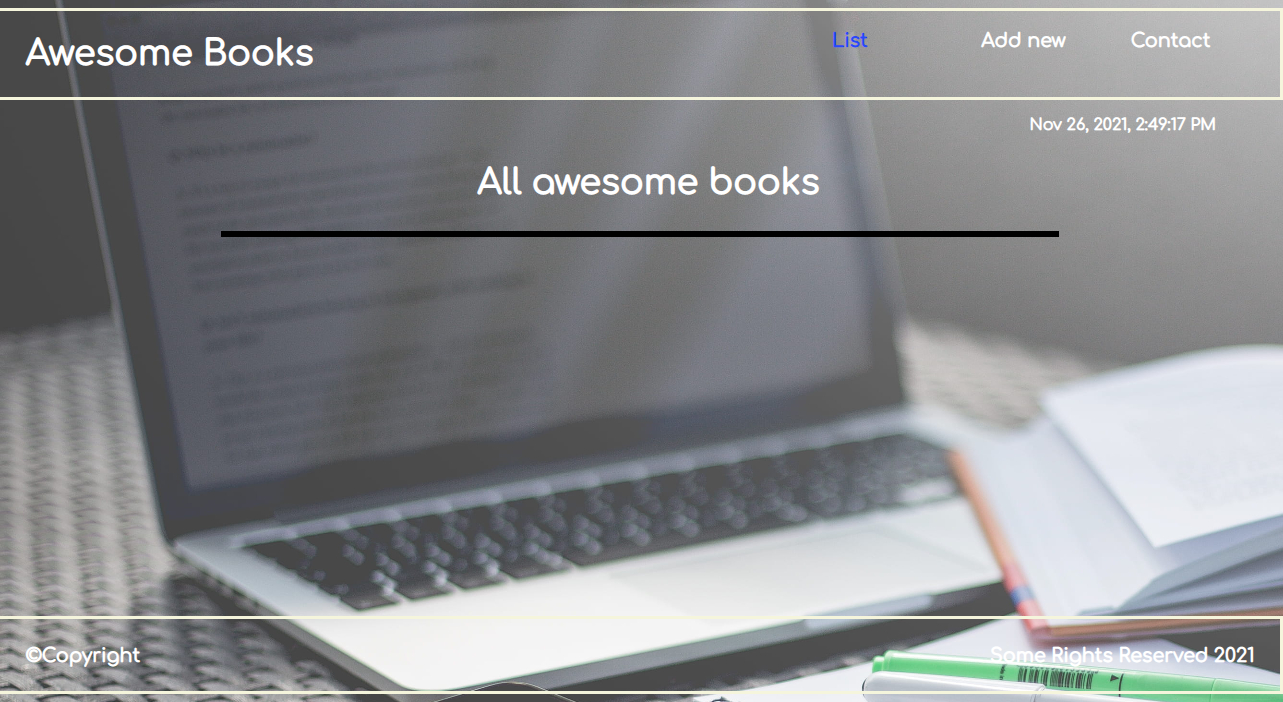 Awesome Books
List Add new Contact
Nov 26, 2021, 2:49:17 PM
All awesome books
©Copyright
Some Rights Reserved 2021